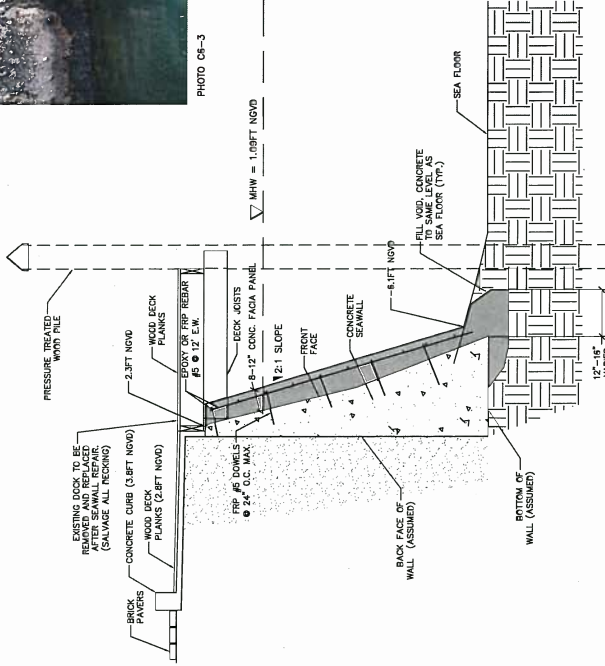 PHOTO C6-3
MHW = 1.09FT NGVD
SEA FLOOR
PRESSURE TREATED
WOOD PILE
FILL VOID, CONCRETE
TO SAME LEVEL AS
SEA FLOOR (TYP.)
-6.1FT NGVD
WOOD DECK
PLANKS
EPOXY OR FRP REBAR
#5 @ 12" E.W.
DECK JOISTS
8-12" CONC. FACIA PANEL
2:1 SLOPE
FRONT
FACE
CONCRETE
SEAWALL
12"-16"
2.3FT NGVD
EXISTING DOCK TO BE
REMOVED AND REPLACED
AFTER SEAWALL REPAIR.
(SALVAGE ALL DECKING)
CONCRETE CURB (3.8FT NGVD)
WOOD DECK
PLANKS (2.8FT NGVD)
BRICK
PAVERS
FRP #5 DOWELS
@ 24" O.C. MAX.
BACK FACE OF
WALL (ASSUMED)
BOTTOM OF
WALL (ASSUMED)